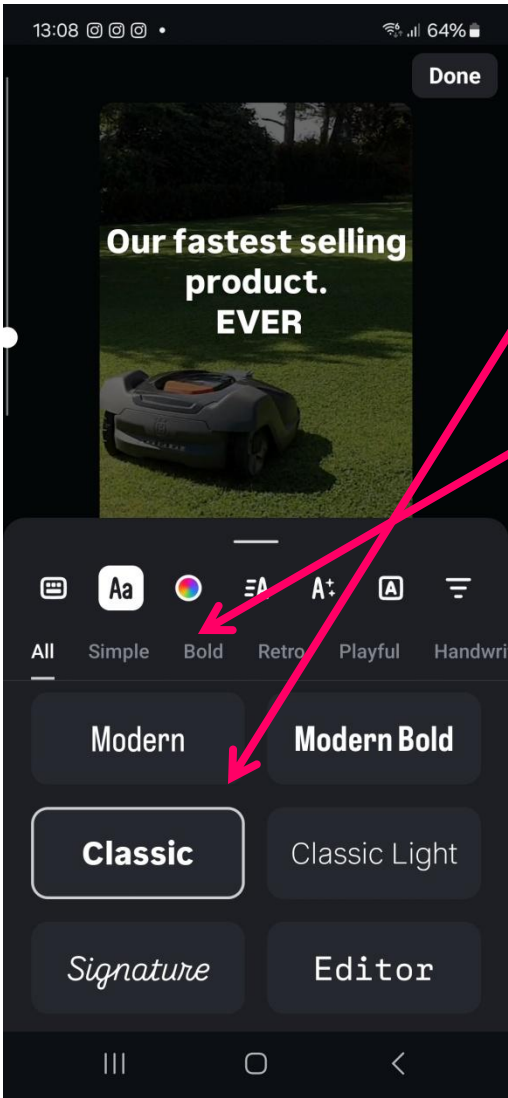 13:08
64%
Done
Our fastest selling
product.
EVER
Aa
A
A
A
All Simple Bold Retro Playful Handwri
Modern Modern Bold
Classic Classic Light
Signature Editor